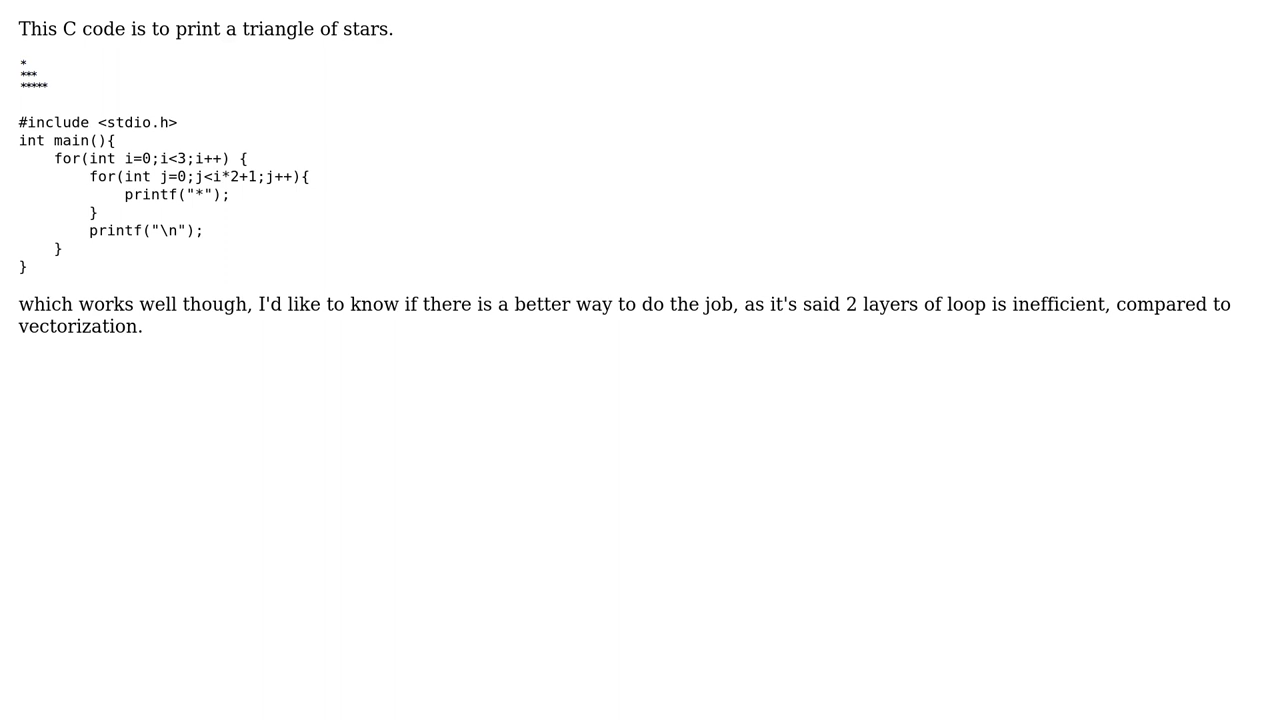 This C code is to print a triangle of stars.
*
***
*****
#include <stdio.h>
int main(){
    for(int i=0;i<3;i++) {
        for(int j=0;j<i*2+1;j++){
            printf("*");
        }
        printf("\n");
    }
}
which works well though, I'd like to know if there is a better way to do the job, as it's said 2 layers of loop is inefficient, compared to
vectorization.